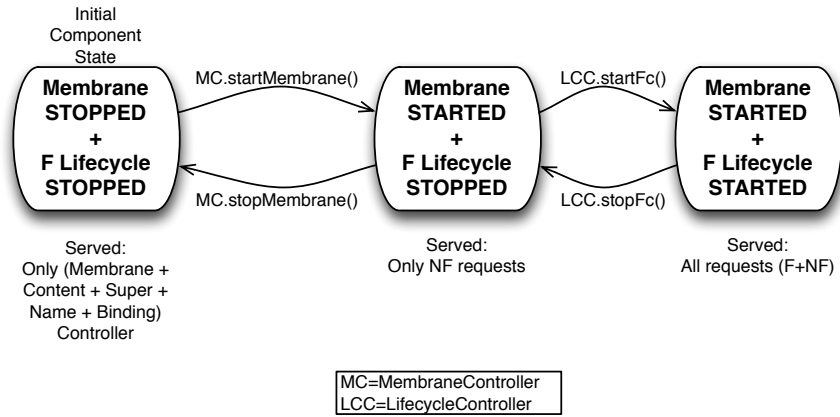 Initial
Component
State
Membrane
STOPPED
+
F Lifecycle
STOPPED
MC.startMembrane()
MC.stopMembrane()
Membrane
STARTED
+
F Lifecycle
STOPPED
LCC.startFc()
LCC.stopFc()
Membrane
STARTED
+
F Lifecycle
STARTED
Served:
Only (Membrane +
Content + Super +
Name + Binding)
Controller
Served:
Only NF requests
Served:
All requests (F+NF)
MC=MembraneController
LCC=LifecycleController